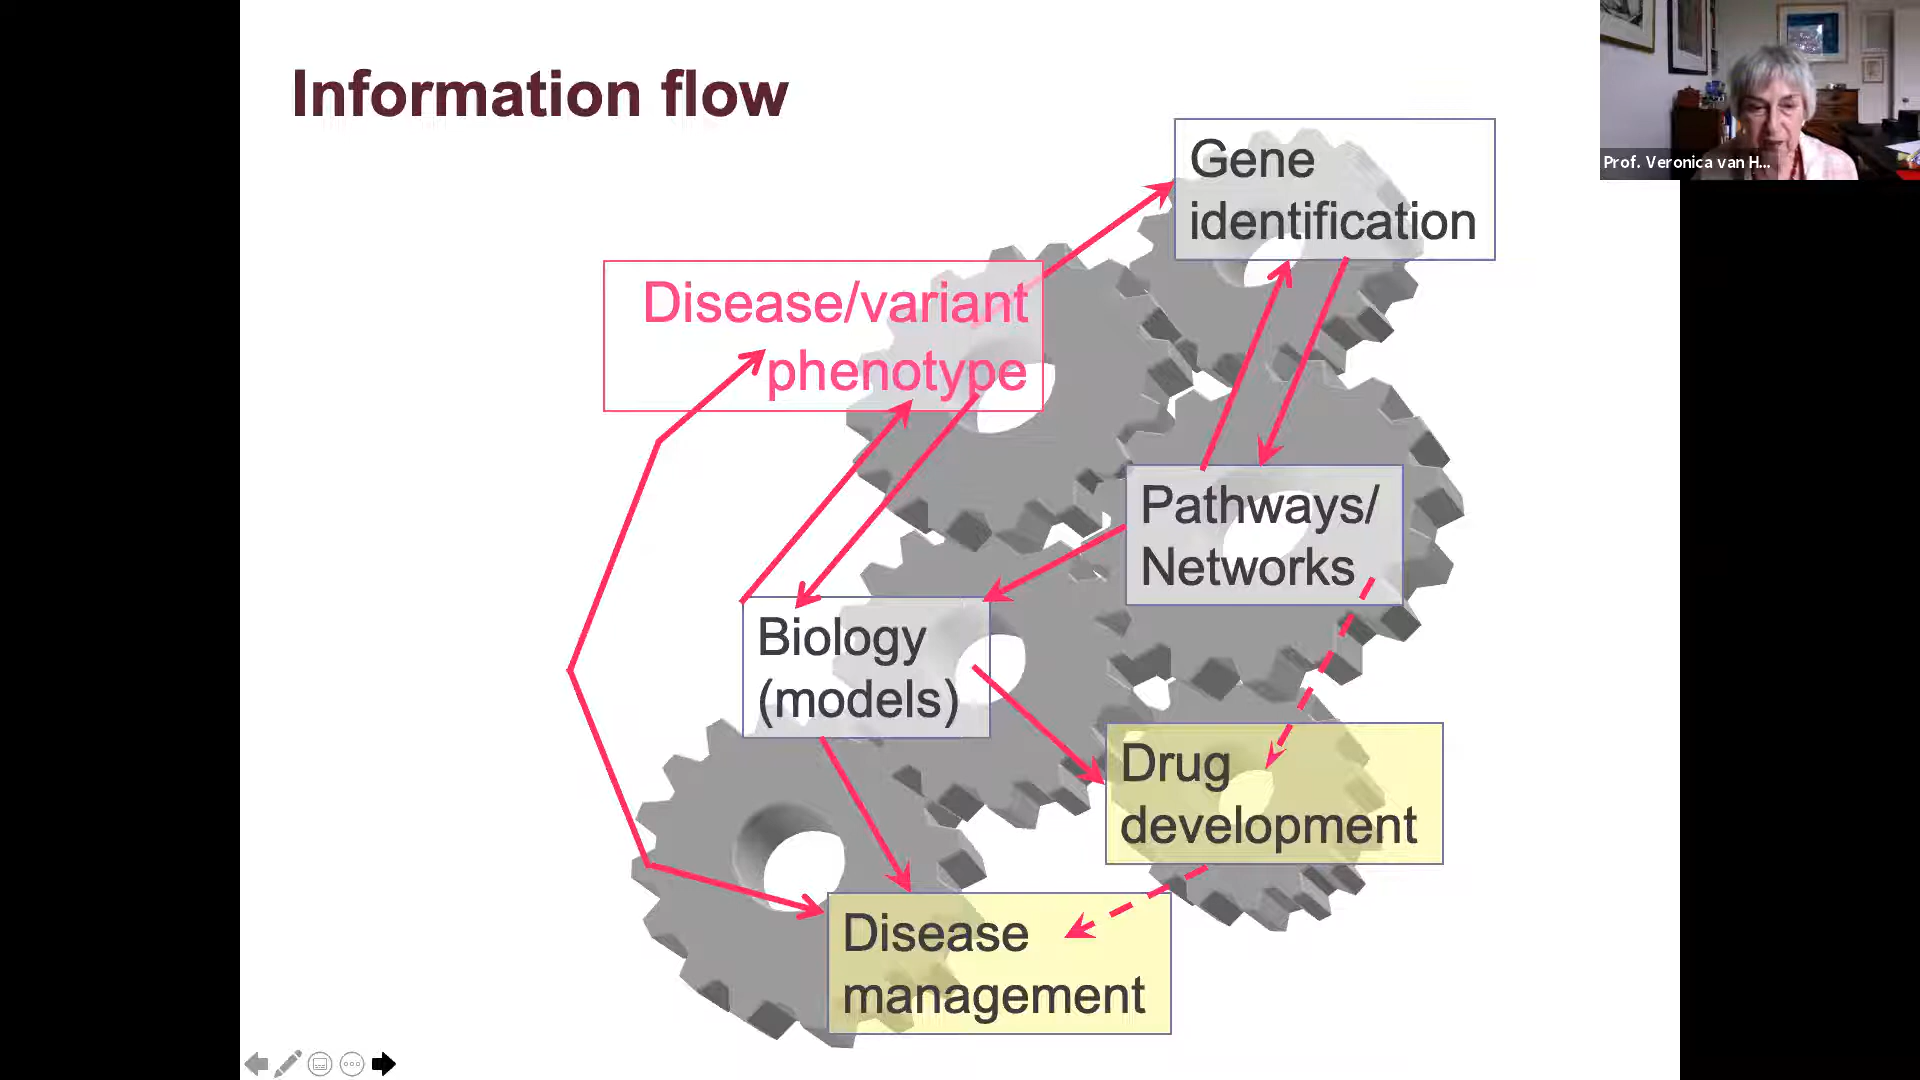 Information flow
Prof. Veronica van H...
Gene
identification
Disease/variant
phenotype
Pathways/
Networks
Biology
(models)
Drug
development
Disease
management